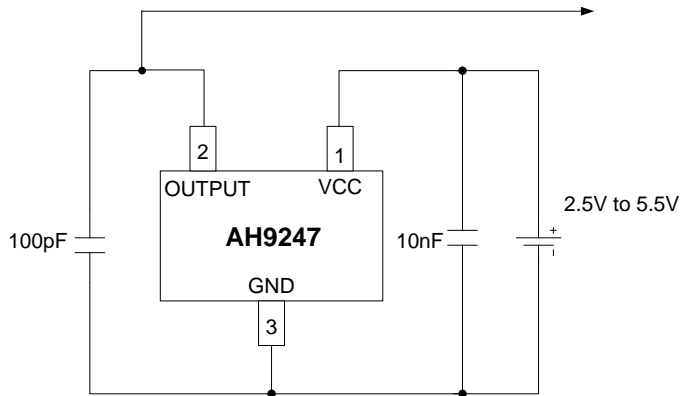 2
1
OUTPUT
VCC
2.5V to 5.5V
100pF
AH9247
10nF
+
-
GND
3